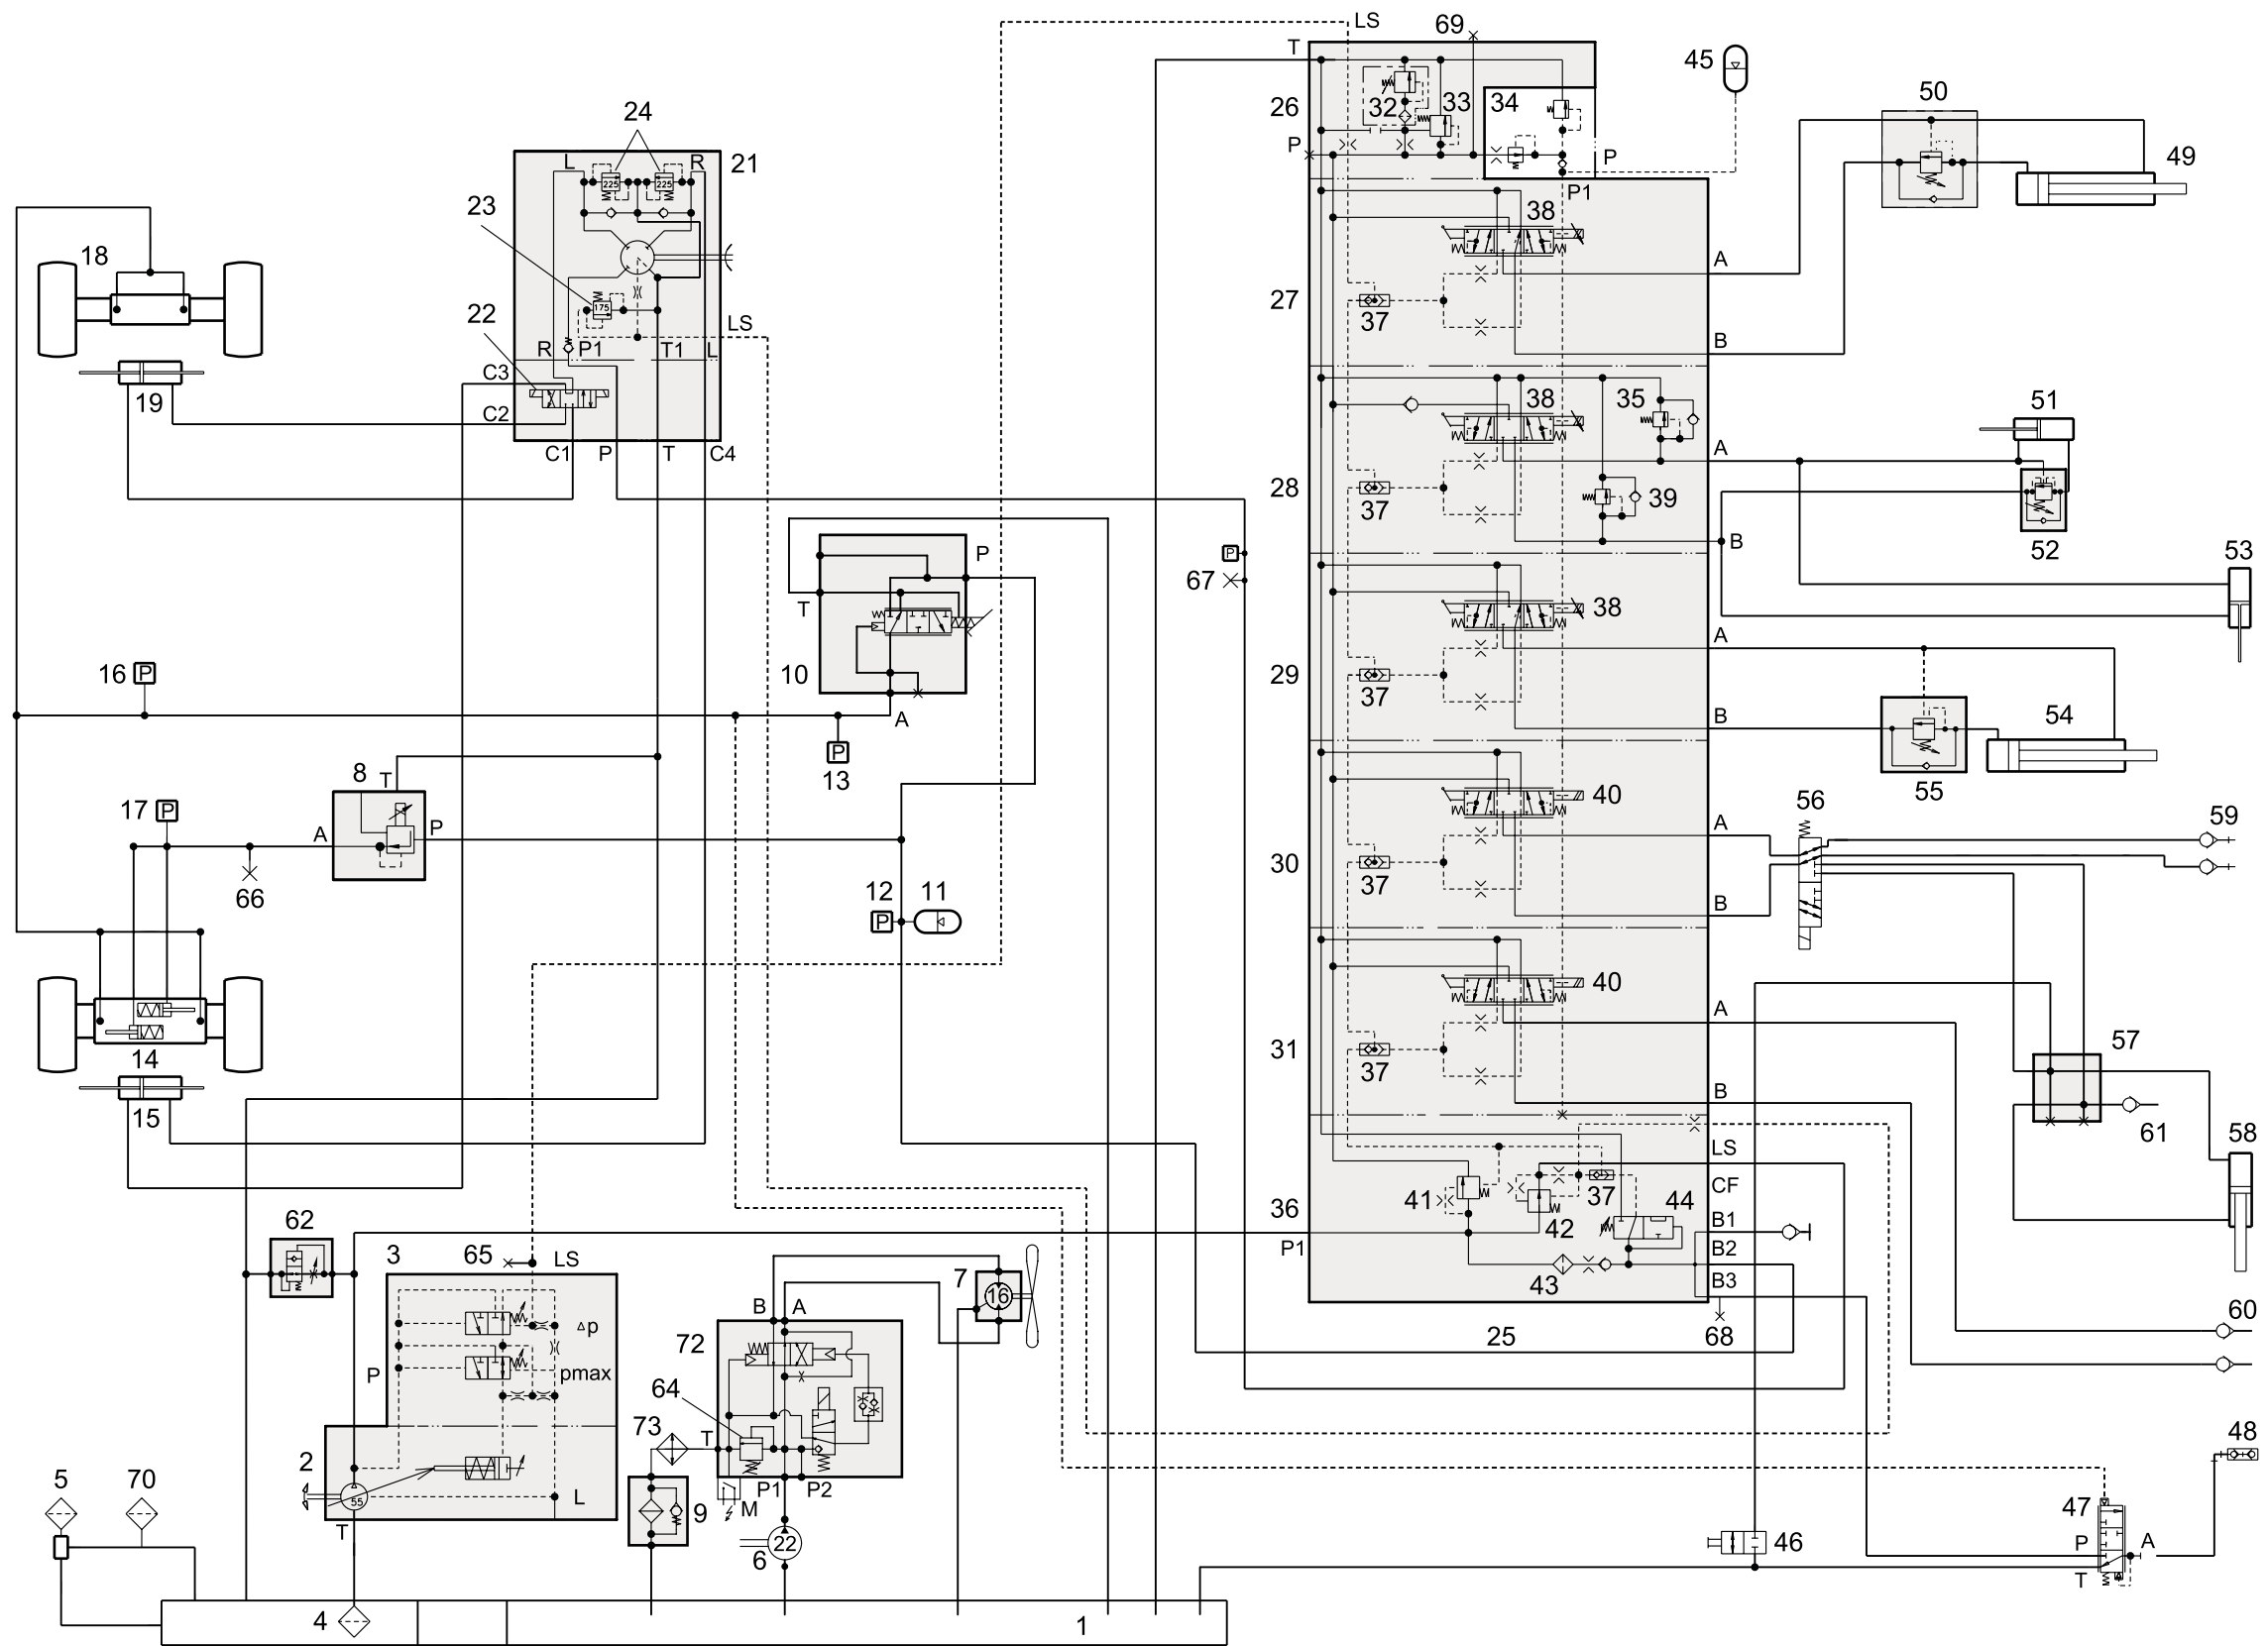 LS
69
T
45
26
32
33
34
50
P
P
49
P1
24
L
R
21
225
225
23
38
A
18
27
37
175
22
LS
B
R
P1
T1
L
C3
19
C2
38
35
51
A
C1
P
T
C4
28
37
39
52
B
53
P
P
67
T
38
A
16
P
10
29
37
A
54
B
P
13
55
8
T
40
56
17
P
A
P
A
59
66
30
37
12
11
P
B
40
A
14
31
37
57
15
B
61
58
LS
CF
41
37
44
36
42
B1
62
P1
B2
3
65
LS
43
B3
7
16
B
A
60
Δp
72
25
68
P
pmax
64
73
T
48
2
5
70
55
L
P1
P2
M
9
47
T
22
6
46
P
A
T
4
1